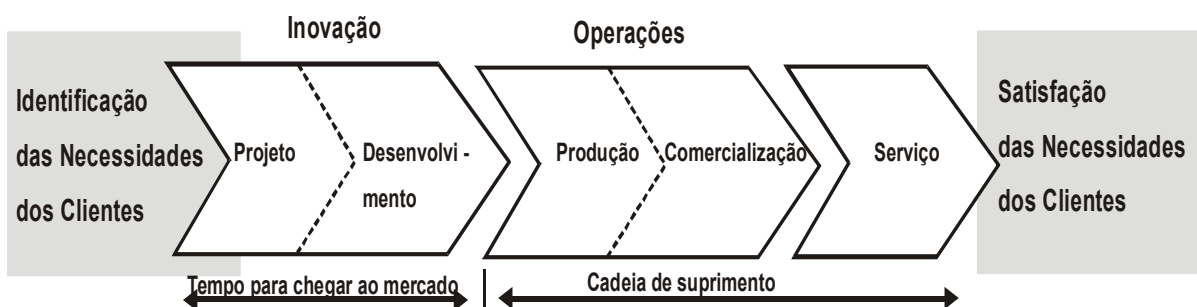 Inovação
Operações
Identificação
das Necessidades
dos Clientes
Projeto
Desenvolvi -
mento
Produção
Comercialização
Serviço
Satisfação
das Necessidades
dos Clientes
Tempo para chegar ao mercado
Cadeia de suprimento